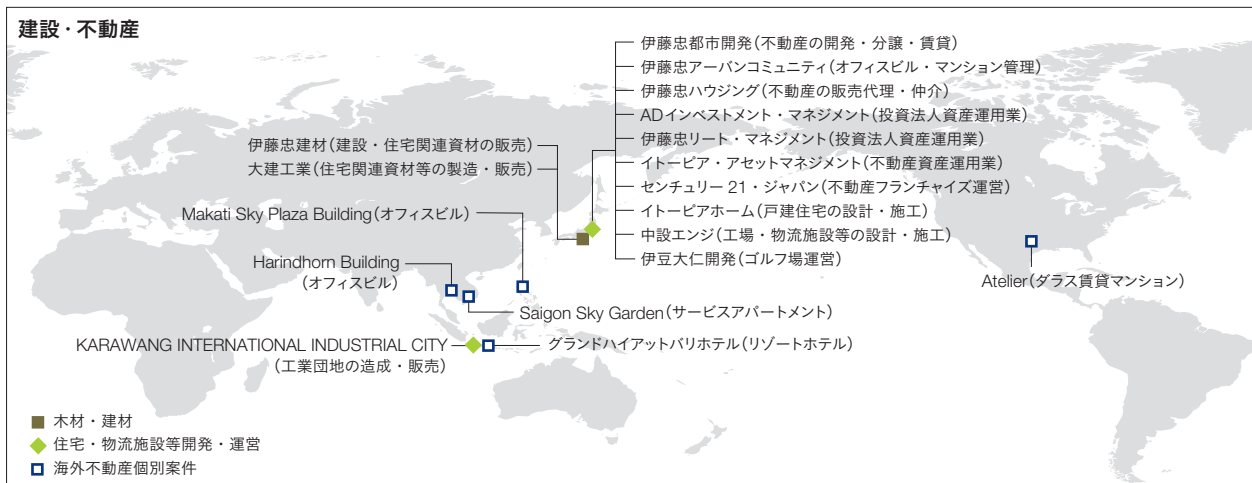 建設・不動産
伊藤忠都市開発(不動産の開発・分譲・賃貸)
伊藤忠アーバンコミュニティ(オフィスビル・マンション管理)
伊藤忠ハウジング(不動産の販売代理・仲介)
ADインベストメント・マネジメント(投資法人資産運用業)
伊藤忠リート・マネジメント(投資法人資産運用業)
イトーピア・アセットマネジメント(不動産資産運用業)
センチュリー21・ジャパン(不動産フランチャイズ運営)
イトーピアホーム(戸建住宅の設計・施工)
中設エンジ(工場・物流施設等の設計・施工)
伊豆大仁開発(ゴルフ場運営)
伊藤忠建材(建設・住宅関連資材の販売)
大建工業(住宅関連資材等の製造・販売)
Makati Sky Plaza Building(オフィスビル)
Harindhorn Building
(オフィスビル)
Saigon Sky Garden(サービスアパートメント)
KARAWANG INTERNATIONAL INDUSTRIAL CITY
(工業団地の造成・販売)
グランドハイアットバリホテル(リゾートホテル)
Atelier(ダラス賃貸マンション)
木材・建材
住宅・物流施設等開発・運営
海外不動産個別案件